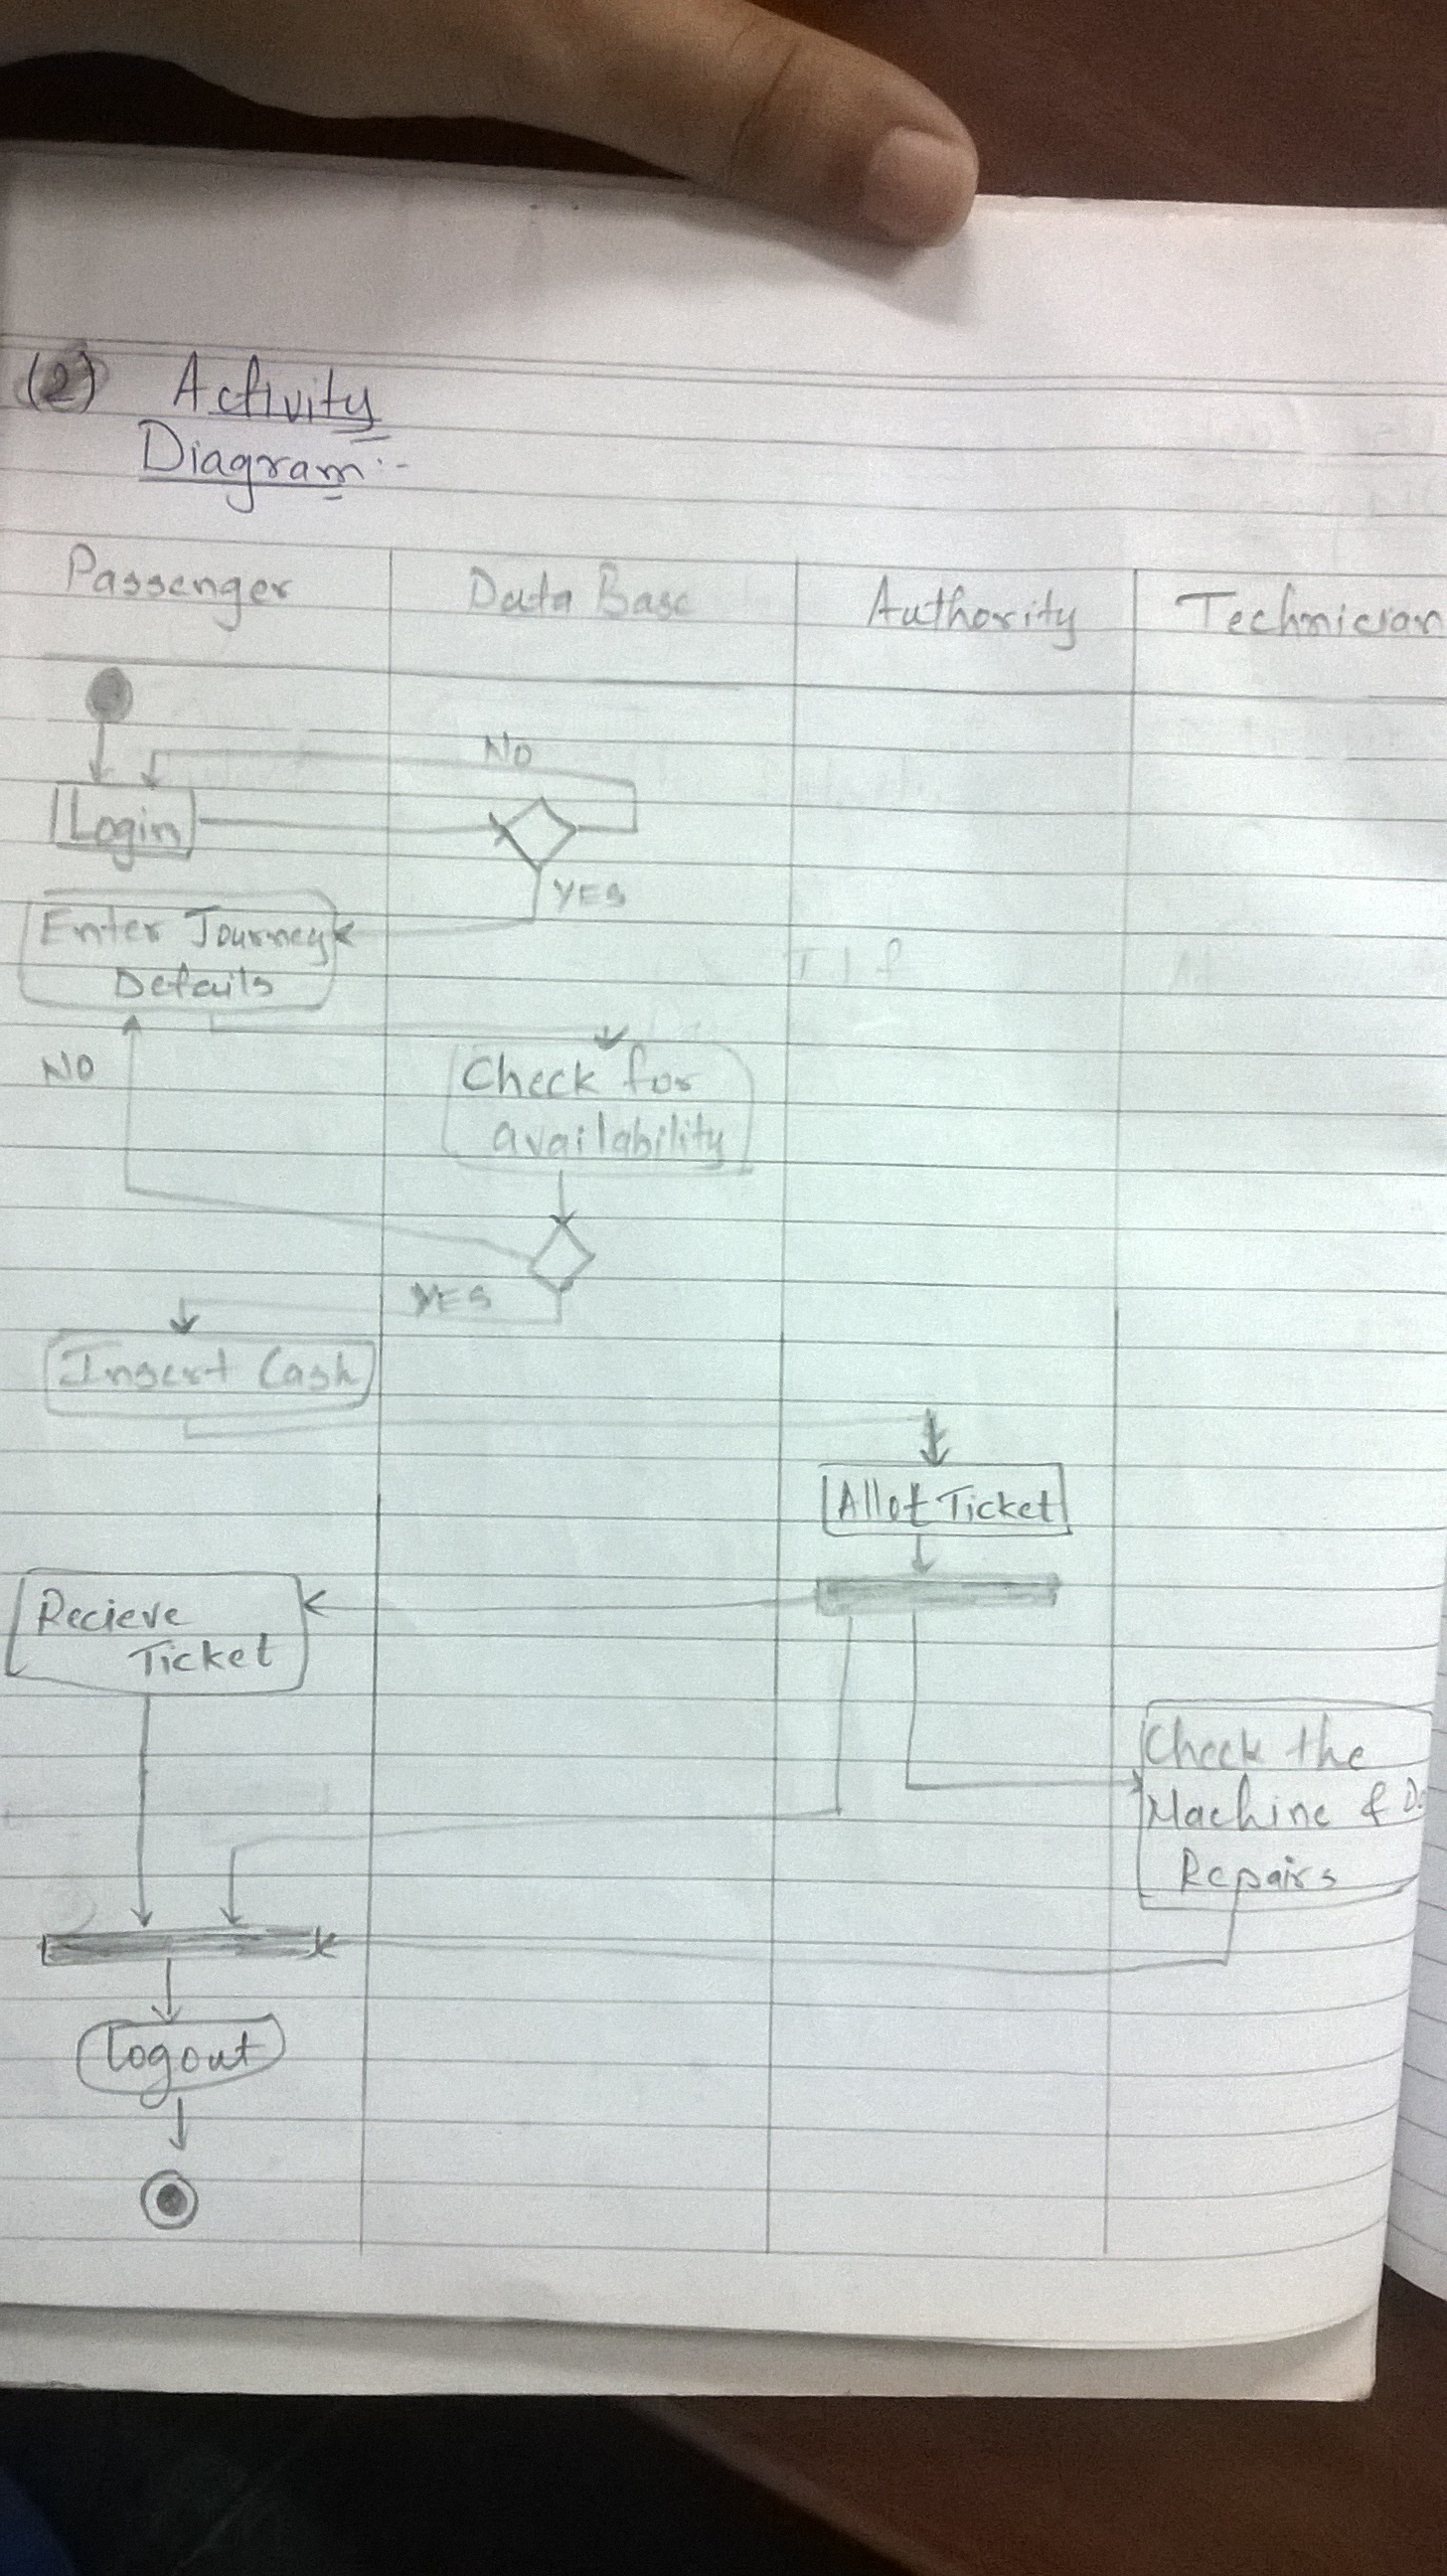 (2) Activity
Diagram:-
Passenger Data Base Authority Technician
NO
Login
YES
Enter Journey
Details
NO
Check for
availability
YES
Insert Cash
Allot Ticket
Recieve
Ticket
Check the
Machine & Do
Repairs
logout